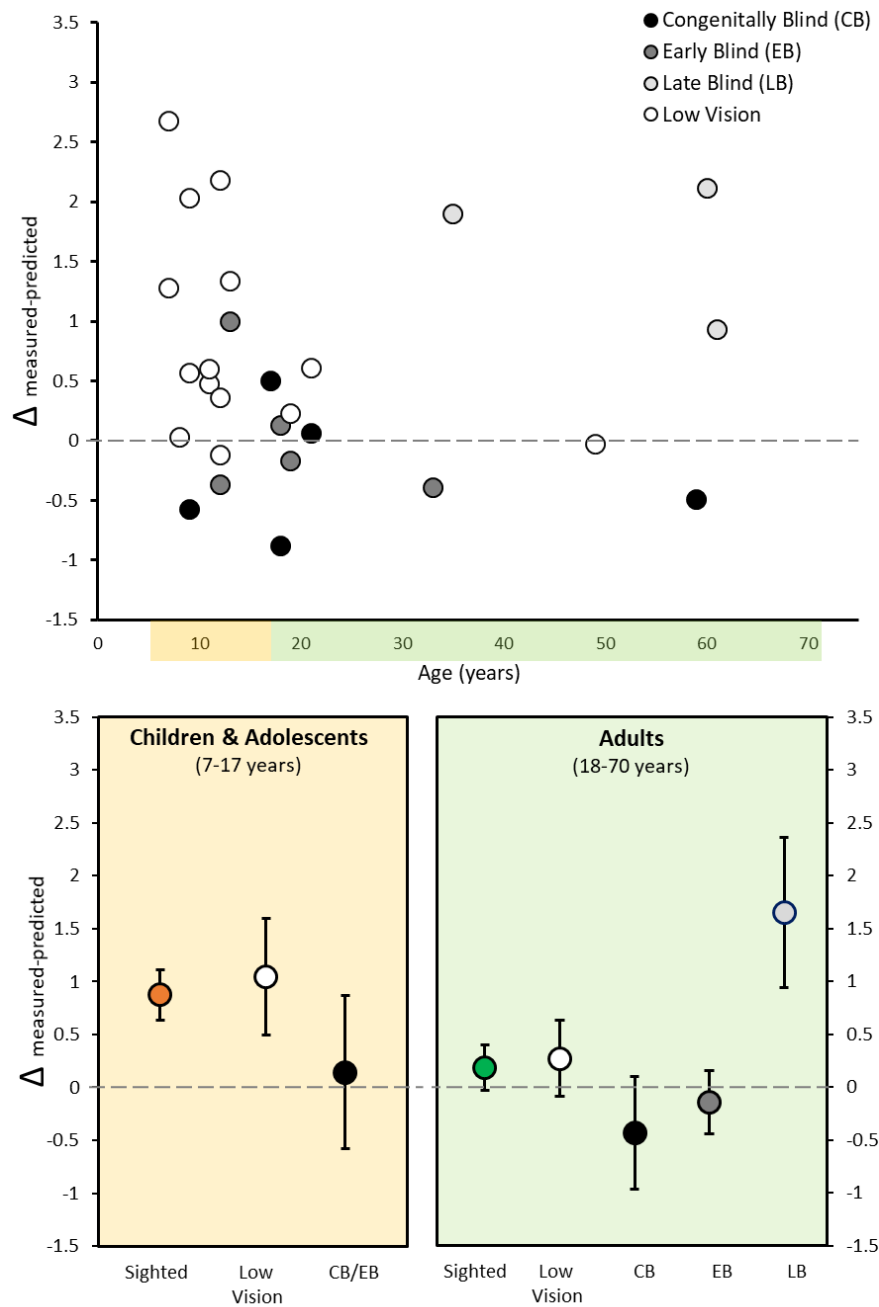 3.5
3
2.5
2
1.5
1
0.5
0
-0.5
-1
-1.5
Δ measured-predicted
Congenitally Blind (CB)
Early Blind (EB)
Late Blind (LB)
Low Vision
0 10 20 30 40 50 60 70
Age (years)
3.5
3
2.5
2
1.5
1
0.5
0
-0.5
-1
-1.5
Δ measured-predicted
Children & Adolescents
(7-17 years)
Sighted Low Vision CB/EB
Adults
(18-70 years)
Sighted Low Vision CB EB LB
3.5
3
2.5
2
1.5
1
0.5
0
-0.5
-1
-1.5